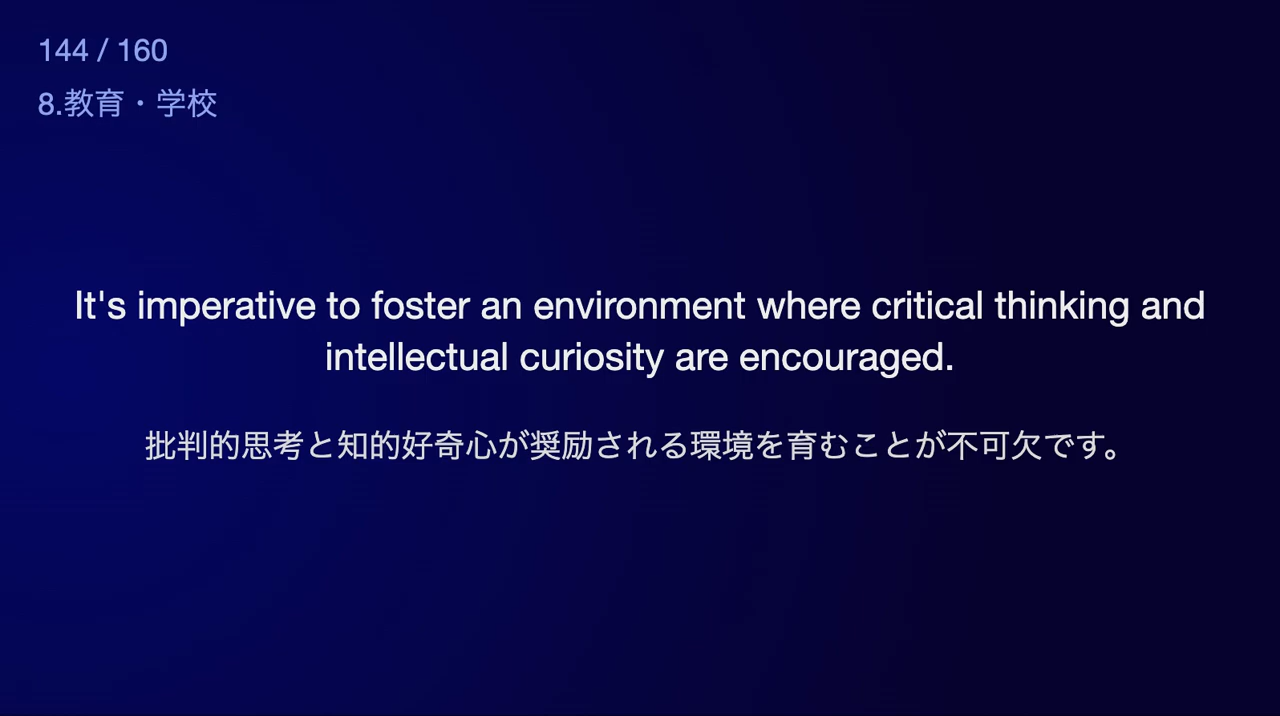 144 / 160
8.教育・学校
It's imperative to foster an environment where critical thinking and
intellectual curiosity are encouraged.
批判的思考と知的好奇心が奨励される環境を育むことが不可欠です。